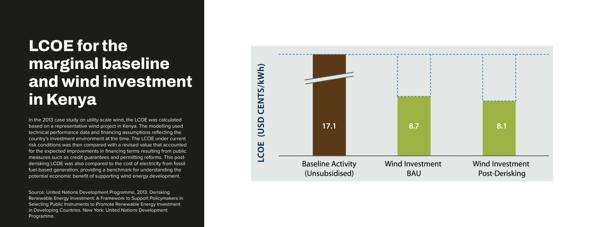 LCOE for the
marginal baseline
and wind investment
in Kenya
In the 2013 case study on utility-scale wind, the LCOE was calculated
based on a representative wind project in Kenya. The modelling used
technical performance data and financing assumptions reflecting the
country's investment environment at the time. The LCOE under current
risk conditions was then compared with a revised value that accounted
for the expected improvements in financing terms resulting from public
measures such as credit guarantees and permitting reforms. This post-
derisking LCOE was also compared to the cost of electricity from fossil
fuel-based generation, providing a benchmark for understanding the
potential economic benefit of supporting wind energy development.
Source: United Nations Development Programme, 2013. Derisking
Renewable Energy Investment: A Framework to Support Policymakers in
Selecting Public Instruments to Promote Renewable Energy Investment
in Developing Countries. New York: United Nations Development
Programme.
LCOE (USD CENTS/kWh)
17.1
8.7
8.1
Baseline Activity
(Unsubsidised)
Wind Investment
BAU
Wind Investment
Post-Derisking